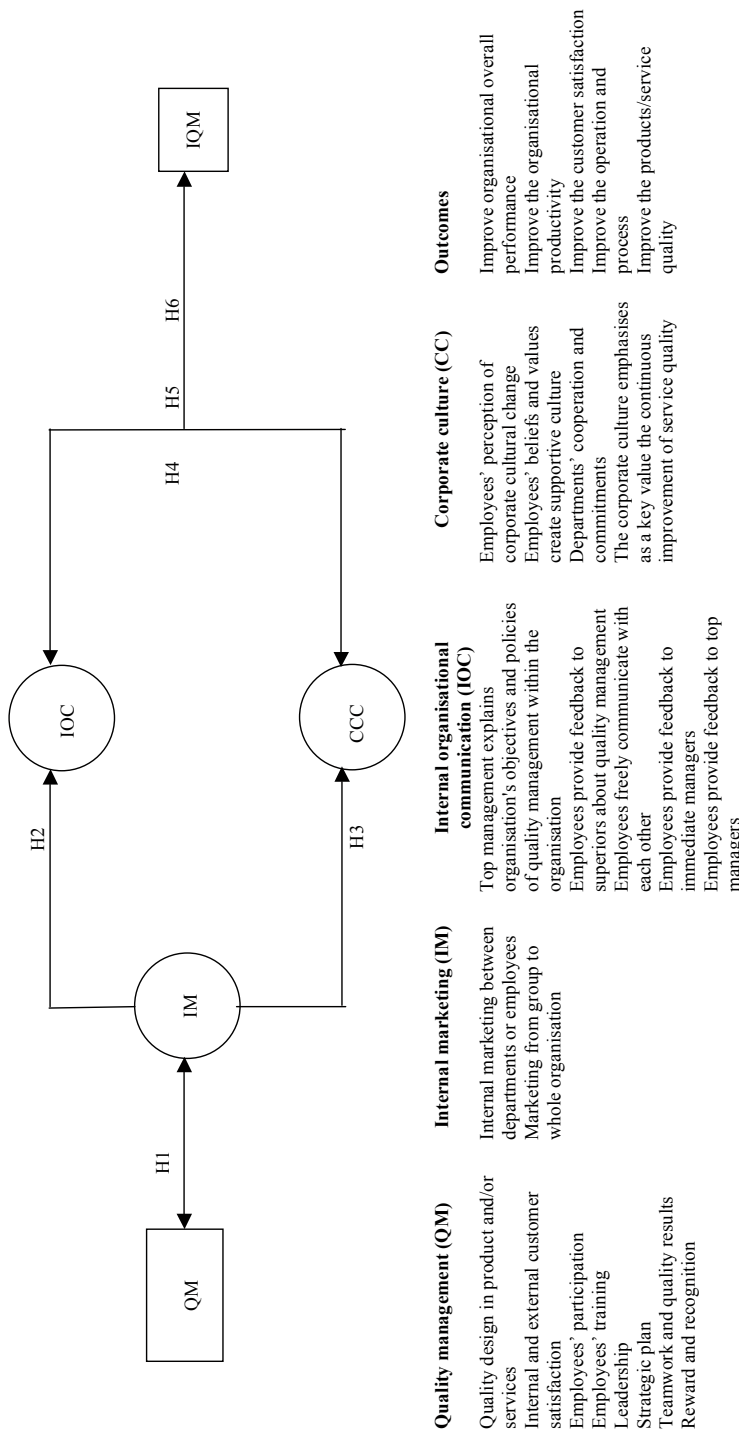 QM
H1
IM
H2
H3
IOC
CCC
H4
H5
H6
IQM
Quality management (QM)
Quality design in product and/or
services
Internal and external customer
satisfaction
Employees’ participation
Employees’ training
Leadership
Strategic plan
Teamwork and quality results
Reward and recognition
Internal marketing (IM)
Internal marketing between
departments or employees
Marketing from group to
whole organisation
Internal organisational
communication (IOC)
Top management explains
organisation's objectives and policies
of quality management within the
organisation
Employees provide feedback to
superiors about quality management
Employees freely communicate with
each other
Employees provide feedback to
immediate managers
Employees provide feedback to top
managers
Corporate culture (CC)
Employees’ perception of
corporate cultural change
Employees’ beliefs and values
create supportive culture
Departments’ cooperation and
commitments
The corporate culture emphasises
as a key value the continuous
improvement of service quality
Outcomes
Improve organisational overall
performance
Improve the organisational
productivity
Improve the customer satisfaction
Improve the operation and
process
Improve the products/service
quality